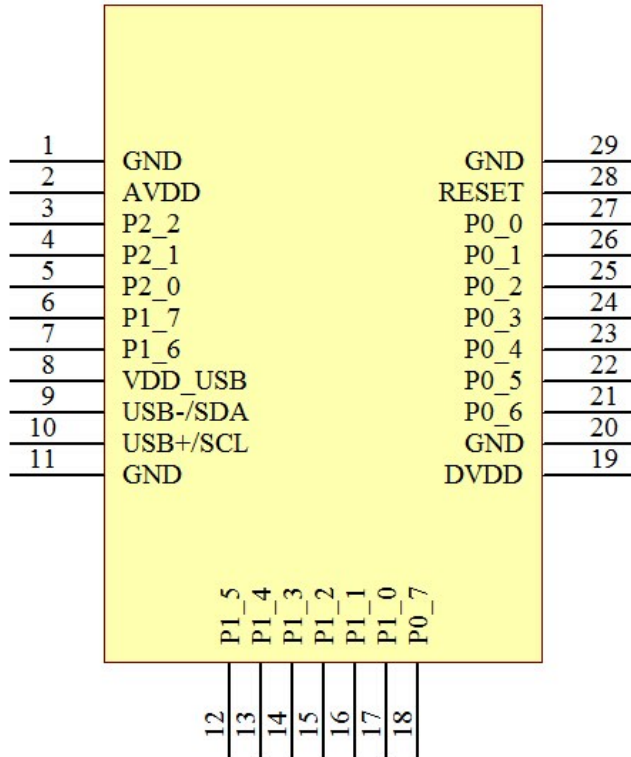 1 GND GND 29
2 AVDD RESET 28
3 P2_2 P0_0 27
4 P2_1 P0_1 26
5 P2_0 P0_2 25
6 P1_7 P0_3 24
7 P1_6 P0_4 23
8 VDD_USB P0_5 22
9 USB-/SDA P0_6 21
10 USB+/SCL GND 20
11 GND DVDD 19
P1_5 P1_4 P1_3 P1_2 P1_1 P1_0 P0_7
12 13 14 15 16 17 18